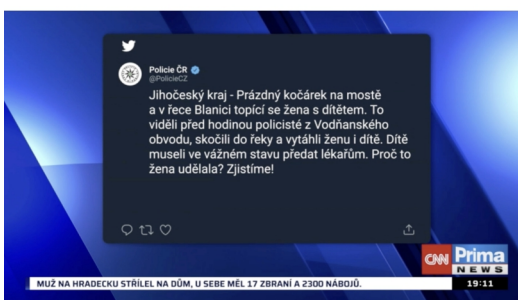 Policie ČR
@PolicieCZ
Jihočeský kraj - Prázdný kočárek na mostě
a v řece Blanici topící se žena s dítětem. To
viděli před hodinou policisté z Vodňanského
obvodu, skočili do řeky a vytáhli ženu i dítě. Dítě
museli ve vážném stavu předat lékařům. Proč to
žena udělala? Zjistíme!
CNN Prima
NEWS
MUŽ NA HRADECKU STŘÍLEL NA DŮM, U SEBE MĚL 17 ZBRANÍ A 2300 NÁBOJŮ.
19:11